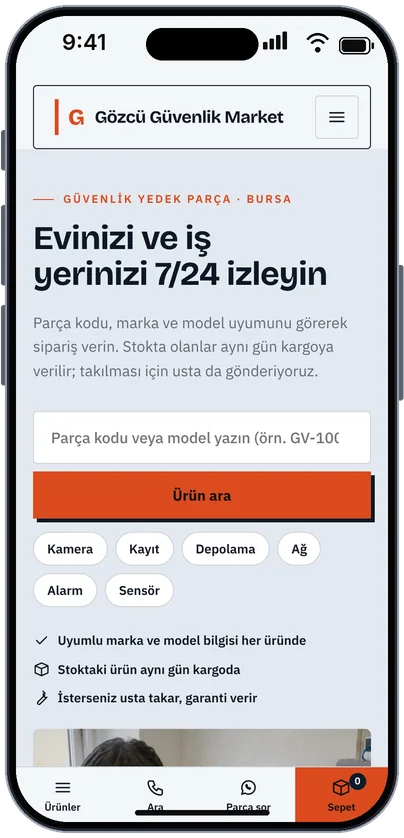 9:41
G Gözcü Güvenlik Market
GÜVENLİK YEDEK PARÇA · BURSA
Evinizi ve iş
yerinizi 7/24 izleyin
Parça kodu, marka ve model uyumunu görerek
sipariş verin. Stokta olanlar aynı gün kargoya
verilir; takılması için usta da gönderiyoruz.
Parça kodu veya model yazın (örn. GV-100
Ürün ara
Kamera Kayıt Depolama Ağ
Alarm Sensör
Uyumlu marka ve model bilgisi her üründe
Stoktaki ürün aynı gün kargoda
İsterseniz usta takar, garanti verir
0
Ürünler Ara Parça sor Sepet